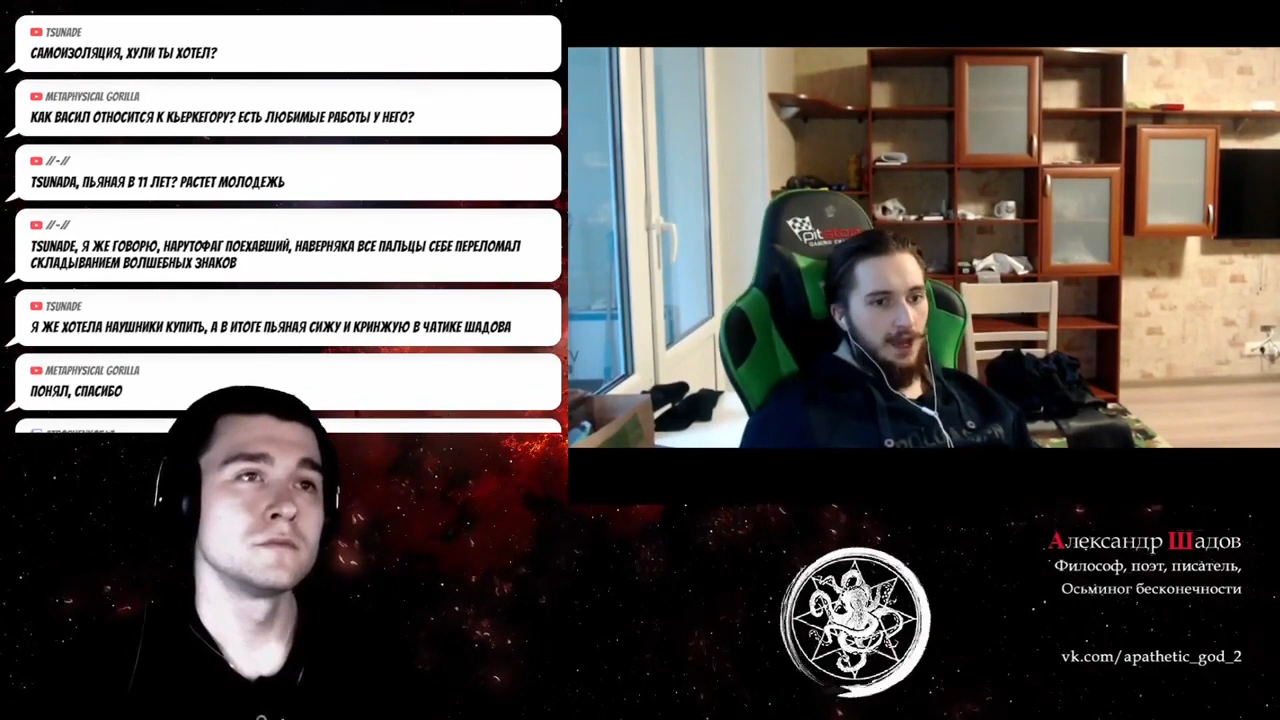 TSUNADE
САМОИЗОЛЯЦИЯ, ХУЛИ ТЫ ХОТЕЛ?
METAPHYSICAL GORILLA
КАК ВАСИЛ ОТНОСИТСЯ К КЬЕРКЕГОРУ? ЕСТЬ ЛЮБИМЫЕ РАБОТЫ У НЕГО?
//-//
TSUNADA, ПЬЯНАЯ В 11 ЛЕТ? РАСТЕТ МОЛОДЕЖЬ
//-//
TSUNADE, Я ЖЕ ГОВОРЮ, НАРУТОФАГ ПОЕХАВШИЙ, НАВЕРНЯКА ВСЕ ПАЛЬЦЫ СЕБЕ ПЕРЕЛОМАЛ
СКЛАДЫВАНИЕМ ВОЛШЕБНЫХ ЗНАКОВ
TSUNADE
Я ЖЕ ХОТЕЛА НАУШНИКИ КУПИТЬ, А В ИТОГЕ ПЬЯНАЯ СИЖУ И КРИНЖУЮ В ЧАТИКЕ ШАДОВА
METAPHYSICAL GORILLA
ПОНЯЛ, СПАСИБО
pitstop
GAMING
Александр Шадов
Философ, поэт, писатель,
Осьминог бесконечности
vk.com/apathetic_god_2